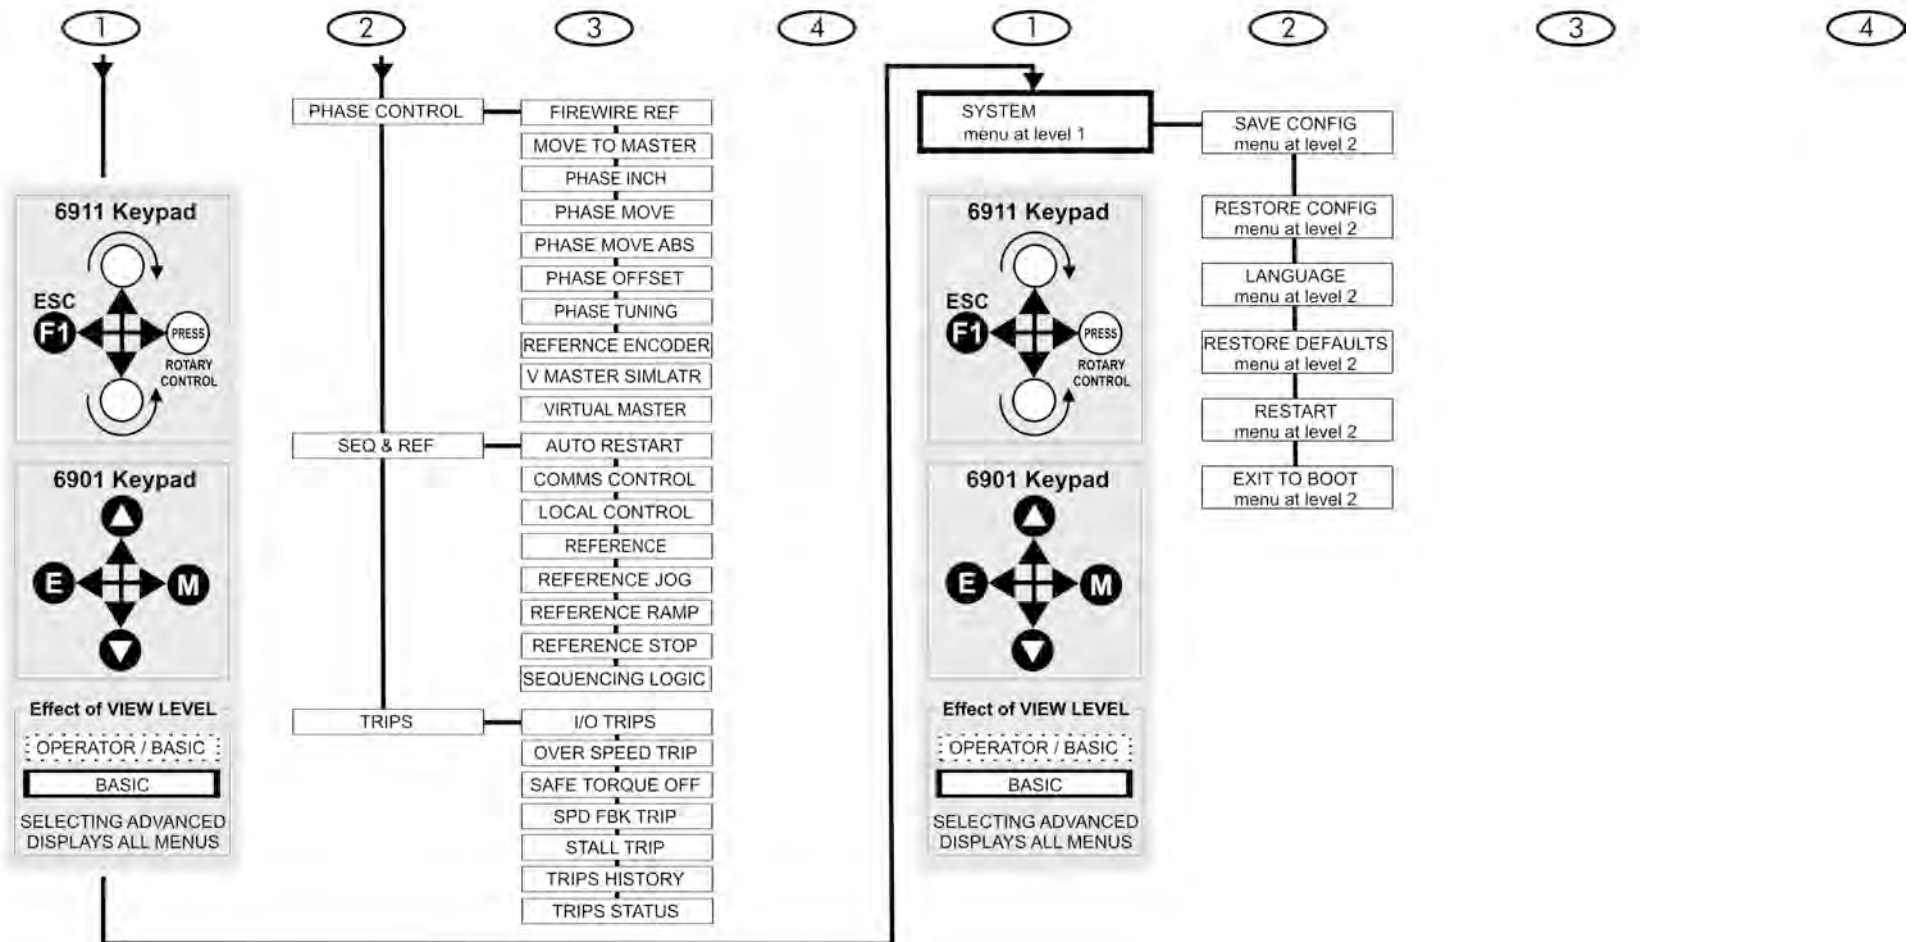 1
2
3
4
1
2
3
4
PHASE CONTROL
FIREWIRE REF
MOVE TO MASTER
PHASE INCH
PHASE MOVE
PHASE MOVE ABS
PHASE OFFSET
PHASE TUNING
REFERNCE ENCODER
V MASTER SIMLATR
VIRTUAL MASTER
SEQ & REF
AUTO RESTART
COMMS CONTROL
LOCAL CONTROL
REFERENCE
REFERENCE JOG
REFERENCE RAMP
REFERENCE STOP
SEQUENCING LOGIC
TRIPS
I/O TRIPS
OVER SPEED TRIP
SAFE TORQUE OFF
SPD FBK TRIP
STALL TRIP
TRIPS HISTORY
TRIPS STATUS
6911 Keypad
ESC
F1
PRESS
ROTARY
CONTROL
6901 Keypad
E
M
Effect of VIEW LEVEL
OPERATOR / BASIC
BASIC
SELECTING ADVANCED
DISPLAYS ALL MENUS
SYSTEM
menu at level 1
SAVE CONFIG
menu at level 2
RESTORE CONFIG
menu at level 2
LANGUAGE
menu at level 2
RESTORE DEFAULTS
menu at level 2
RESTART
menu at level 2
EXIT TO BOOT
menu at level 2
6911 Keypad
ESC
F1
PRESS
ROTARY
CONTROL
6901 Keypad
E
M
Effect of VIEW LEVEL
OPERATOR / BASIC
BASIC
SELECTING ADVANCED
DISPLAYS ALL MENUS